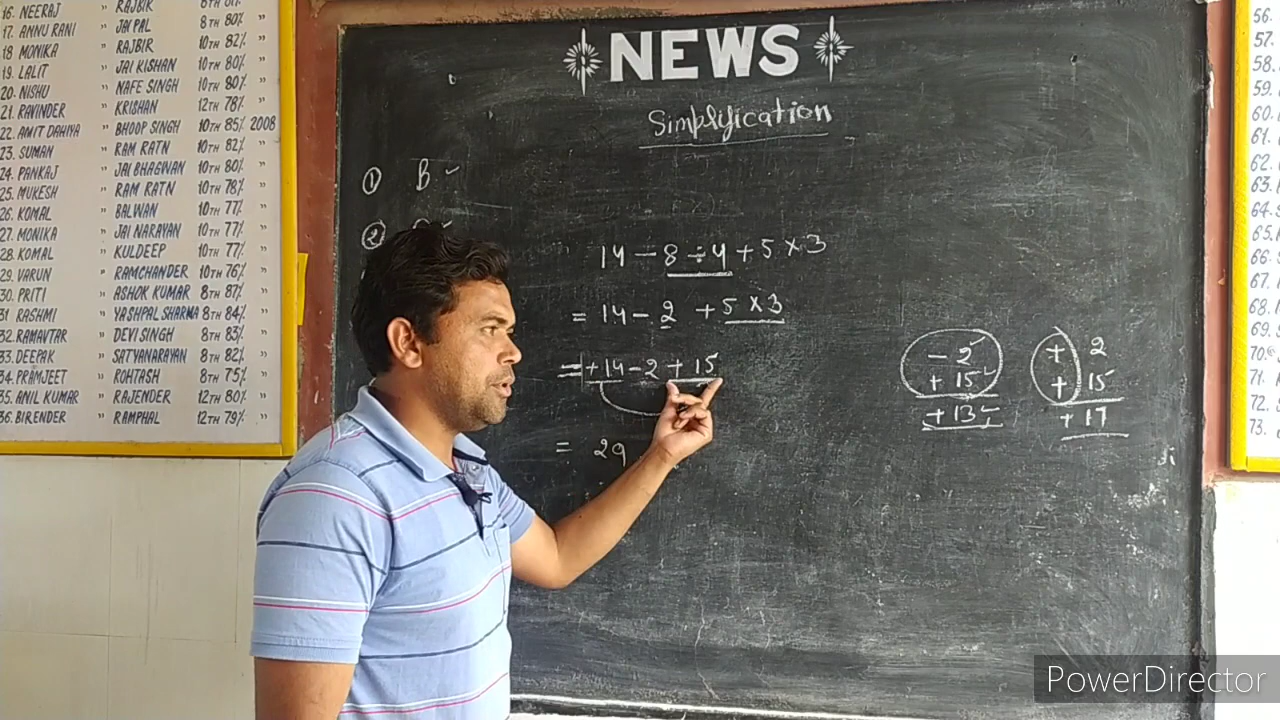 16. NEERAJ " RAJBIR 8TH 81% "
17. ANNU RANI " JAI PAL 8TH 80% "
18 MONIKA " RAJBIR 10TH 82% "
19. LALIT " JAI KISHAN 10TH 80% "
20. NISHU " NAFE SINGH 10TH 80% "
21. RAVINDER " KRISHAN 12TH 78% "
22. AMIT DAHIYA " BHOOP SINGH 10TH 85% 2008
23. SUMAN " RAM RATN 10TH 82% "
24. PANKAJ " JAI BHAGWAN 10TH 80% "
25. MUKESH " RAM RATN 10TH 78% "
26. KOMAL " BALWAN 10TH 77% "
27. MONIKA " JAI NARAYAN 10TH 77% "
28. KOMAL " KULDEEP 10TH 77% "
29. VARUN " RAMCHANDER 10TH 76% "
30. PRITI " ASHOK KUMAR 8TH 87% "
31 RASHMI " YASHPAL SHARMA 8TH 84% "
32. RAMAVTAR " DEVI SINGH 8TH 83% "
33. DEEPAK " SATYANARAYAN 8TH 82% "
34. PRAMJEET " ROHTASH 8TH 75% "
35. ANIL KUMAR " RAJENDER 12TH 80% "
36. BIRENDER " RAMPHAL 12TH 79% "
NEWS
Simplification
① B ✓
②
14 - 8 ÷ 4 + 5 × 3
= 14 - 2 + 5 × 3
= +14 - 2 + 15
= 29
- 2
+ 15
+ 13
+ 2
+ 15
+ 17
56.
57.
58.
59.
60.
61.
62.
63.
64.
65.
66.
67.
68.
69.
70.
71.
72.
73.
PowerDirector